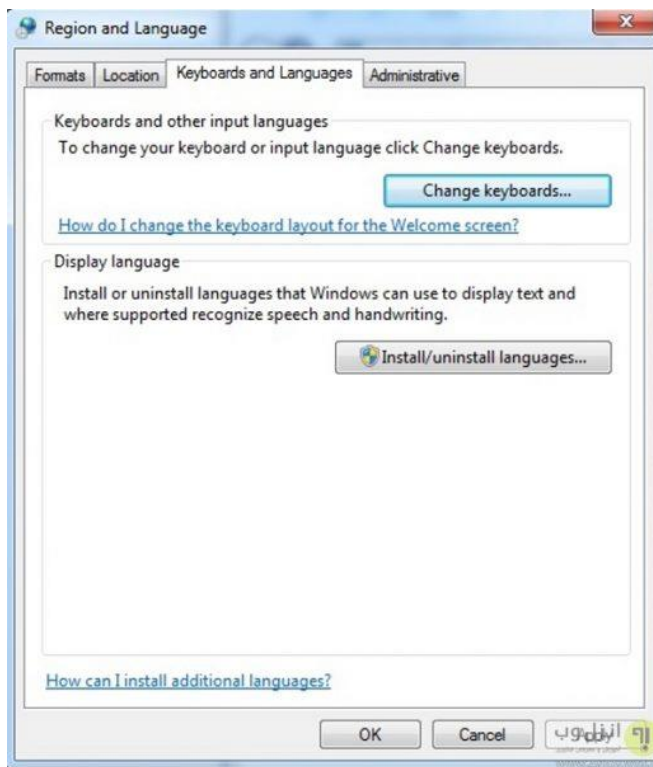 Region and Language
Formats Location Keyboards and Languages Administrative
Keyboards and other input languages
To change your keyboard or input language click Change keyboards.
Change keyboards...
How do I change the keyboard layout for the Welcome screen?
Display language
Install or uninstall languages that Windows can use to display text and
where supported recognize speech and handwriting.
Install/uninstall languages...
How can I install additional languages?
OK Cancel Apply
انزل وب